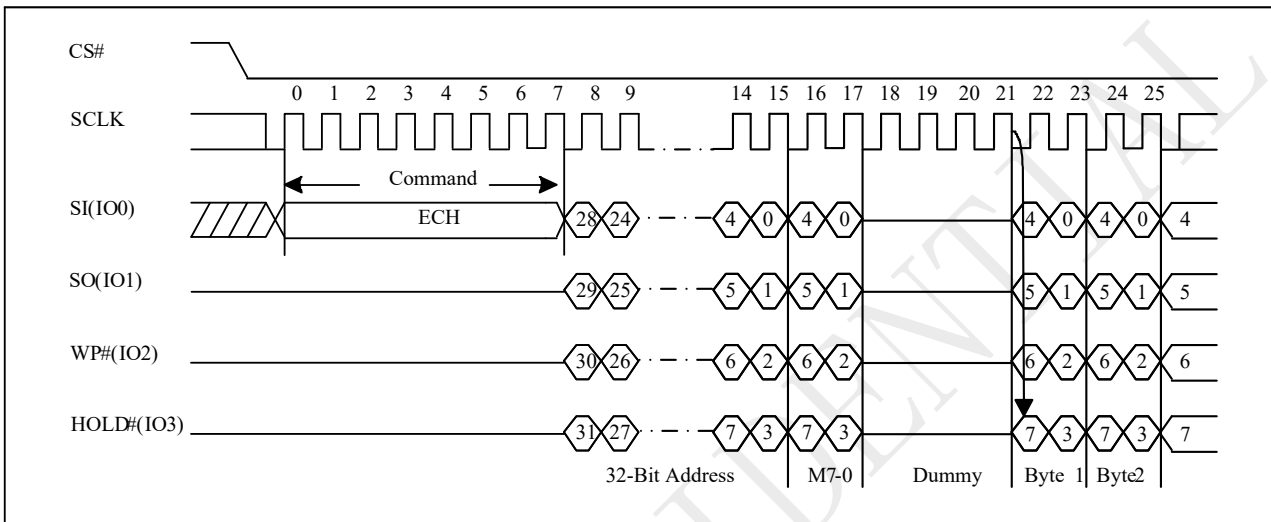 CS#
0 1 2 3 4 5 6 7 8 9 14 15 16 17 18 19 20 21 22 23 24 25
SCLK
Command
SI(IO0) ECH 28 24 4 0 4 0 4 0 4 0 4
SO(IO1) 29 25 5 1 5 1 5 1 5 1 5
WP#(IO2) 30 26 6 2 6 2 6 2 6 2 6
HOLD#(IO3) 31 27 7 3 7 3 7 3 7 3 7
32-Bit Address M7-0 Dummy Byte 1 Byte2
IDENTIAL